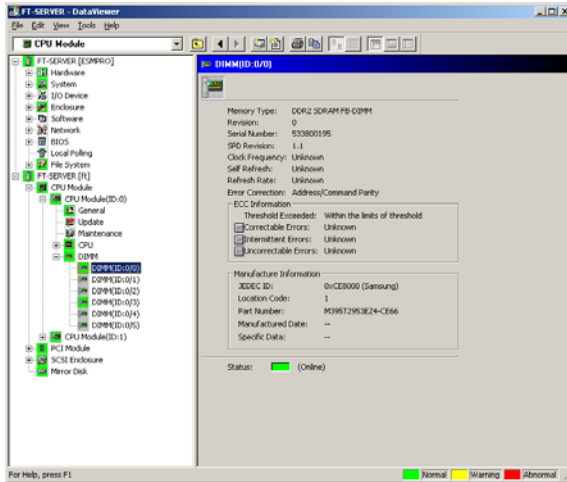 FT-SERVER - DataViewer
File Edit View Tools Help
CPU Module
FT-SERVER [ESMPRO]
Hardware
System
I/O Device
Enclosure
Software
Network
BIOS
Local Polling
File System
FT-SERVER [ft]
CPU Module
CPU Module(ID:0)
General
Update
Maintenance
CPU
DIMM
DIMM(ID:0/0)
DIMM(ID:0/1)
DIMM(ID:0/2)
DIMM(ID:0/3)
DIMM(ID:0/4)
DIMM(ID:0/5)
CPU Module(ID:1)
PCI Module
SCSI Enclosure
Mirror Disk
DIMM(ID:0/0)
Memory Type: DDR2 SDRAM FB-DIMM
Revision: 0
Serial Number: 533800195
SPD Revision: 1.1
Clock Frequency: Unknown
Self Refresh: Unknown
Refresh Rate: Unknown
Error Correction: Address/Command Parity
ECC Information
Threshold Exceeded: Within the limits of threshold
Correctable Errors: Unknown
Intermittent Errors: Unknown
Uncorrectable Errors: Unknown
Manufacture Information
JEDEC ID: 0xCE0000 (Samsung)
Location Code: 1
Part Number: M395T2953EZ4-CE66
Manufactured Date: --
Specific Data: --
Status: (Online)
For Help, press F1
Normal Warning Abnormal